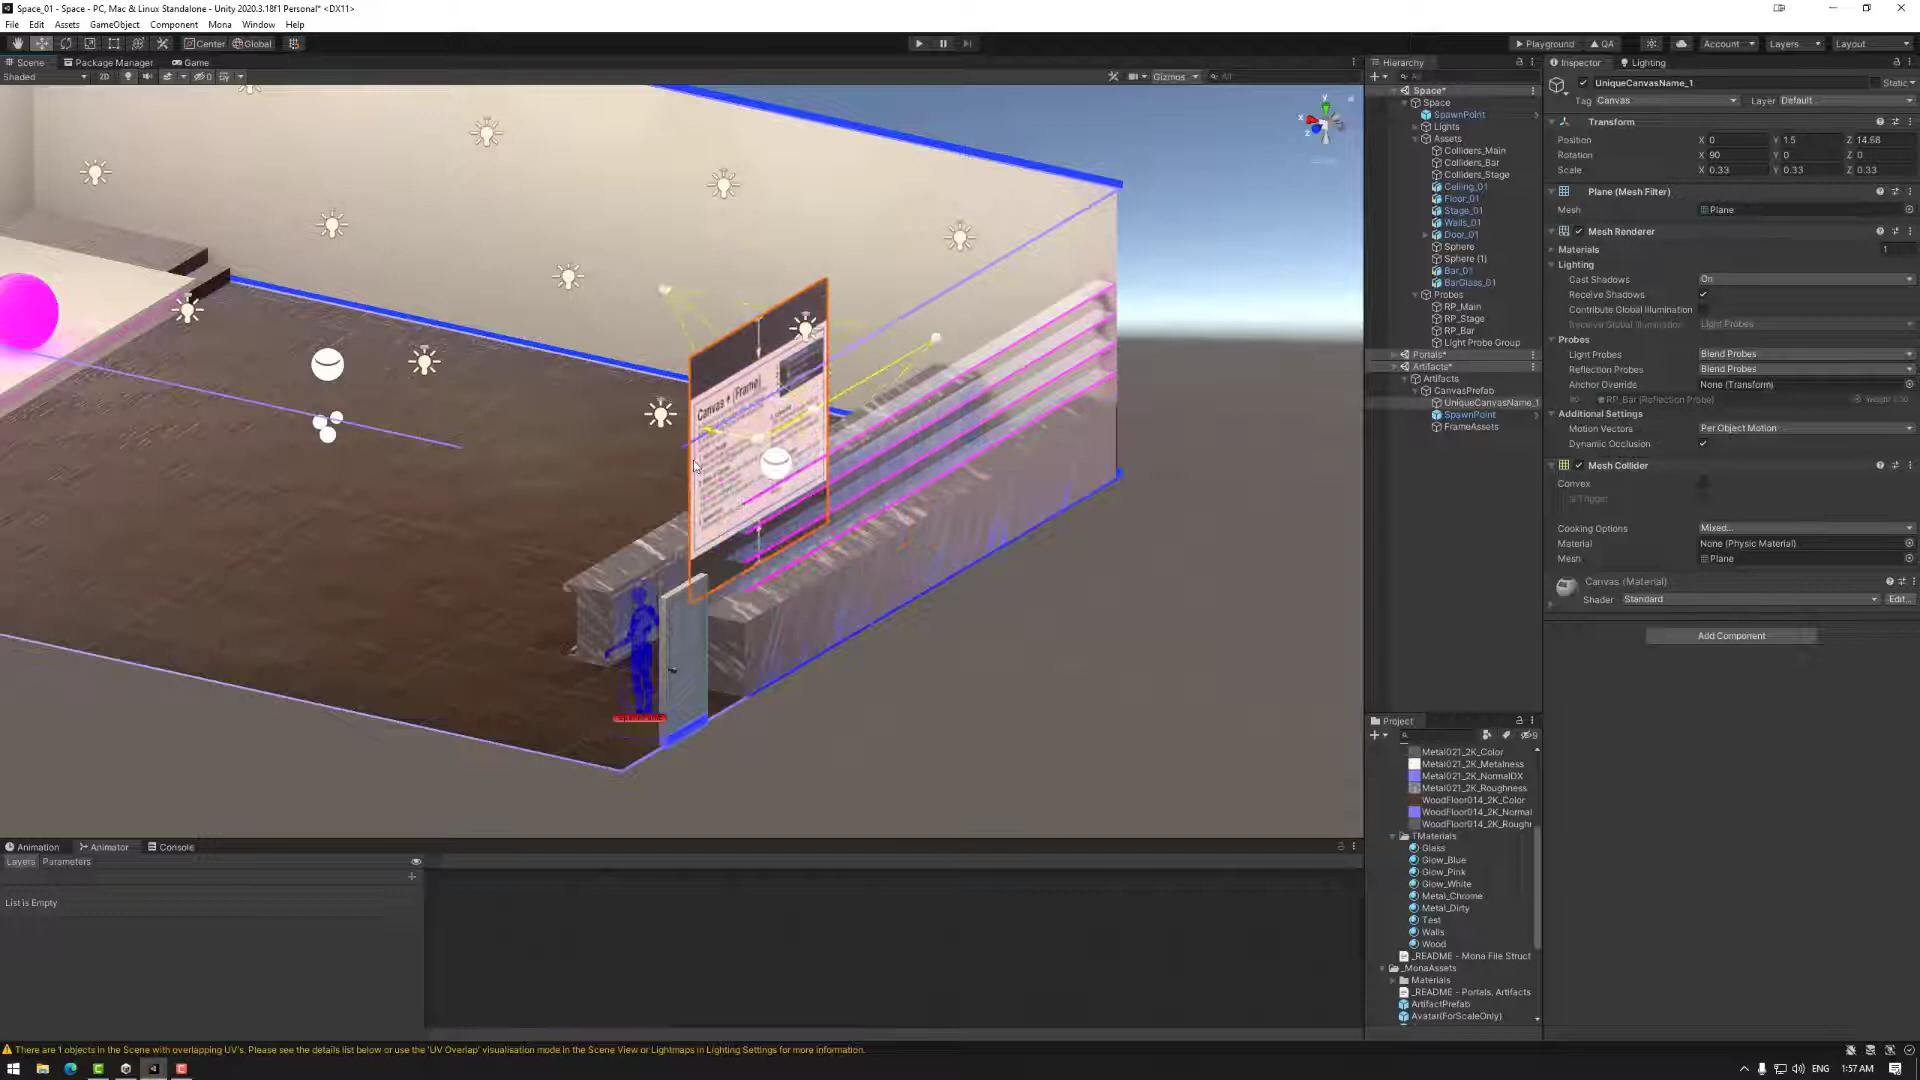 Space_01 - Space - PC, Mac & Linux Standalone - Unity 2020.3.18f1 Personal* <DX11>
File Edit Assets GameObject Component Mona Window Help
Center Global Playground QA Account Layers Layout
Scene Package Manager Game
Shaded 2D 0 Gizmos All
Canvas + (Frame)
y
x
z
Animation Animator Console
Layers Parameters
List is Empty
Hierarchy
All
Space*
Space
SpawnPoint
Lights
Assets
Colliders_Main
Colliders_Bar
Colliders_Stage
Ceiling_01
Floor_01
Stage_01
Walls_01
Door_01
Sphere
Sphere (1)
Bar_01
BarGlass_01
Probes
RP_Main
RP_Stage
RP_Bar
Light Probe Group
Portals*
Artifacts*
Artifacts
CanvasPrefab
UniqueCanvasName_1
SpawnPoint
FrameAssets
Project
9
Metal021_2K_Color
Metal021_2K_Metalness
Metal021_2K_NormalDX
Metal021_2K_Roughness
WoodFloor014_2K_Color
WoodFloor014_2K_Normal
WoodFloor014_2K_Roughr
TMaterials
Glass
Glow_Blue
Glow_Pink
Glow_White
Metal_Chrome
Metal_Dirty
Test
Walls
Wood
_README - Mona File Struct
_MonaAssets
Materials
_README - Portals, Artifacts
ArtifactPrefab
Avatar(ForScaleOnly)
Inspector Lighting
UniqueCanvasName_1 Static
Tag Canvas Layer Default
Transform
Position X 0 Y 1.5 Z 14.68
Rotation X 90 Y 0 Z 0
Scale X 0.33 Y 0.33 Z 0.33
Plane (Mesh Filter)
Mesh Plane
Mesh Renderer
Materials 1
Lighting
Cast Shadows On
Receive Shadows
Contribute Global Illumination
Receive Global Illumination Light Probes
Probes
Light Probes Blend Probes
Reflection Probes Blend Probes
Anchor Override None (Transform)
#0 RP_Bar (Reflection Probe) Weight 1.00
Additional Settings
Motion Vectors Per Object Motion
Dynamic Occlusion
Mesh Collider
Convex
Is Trigger
Cooking Options Mixed...
Material None (Physic Material)
Mesh Plane
Canvas (Material)
Shader Standard Edit...
Add Component
There are 1 objects in the Scene with overlapping UV's. Please see the details list below or use the 'UV Overlap' visualisation mode in the Scene View or Lightmaps in Lighting Settings for more information.
ENG 1:57 AM